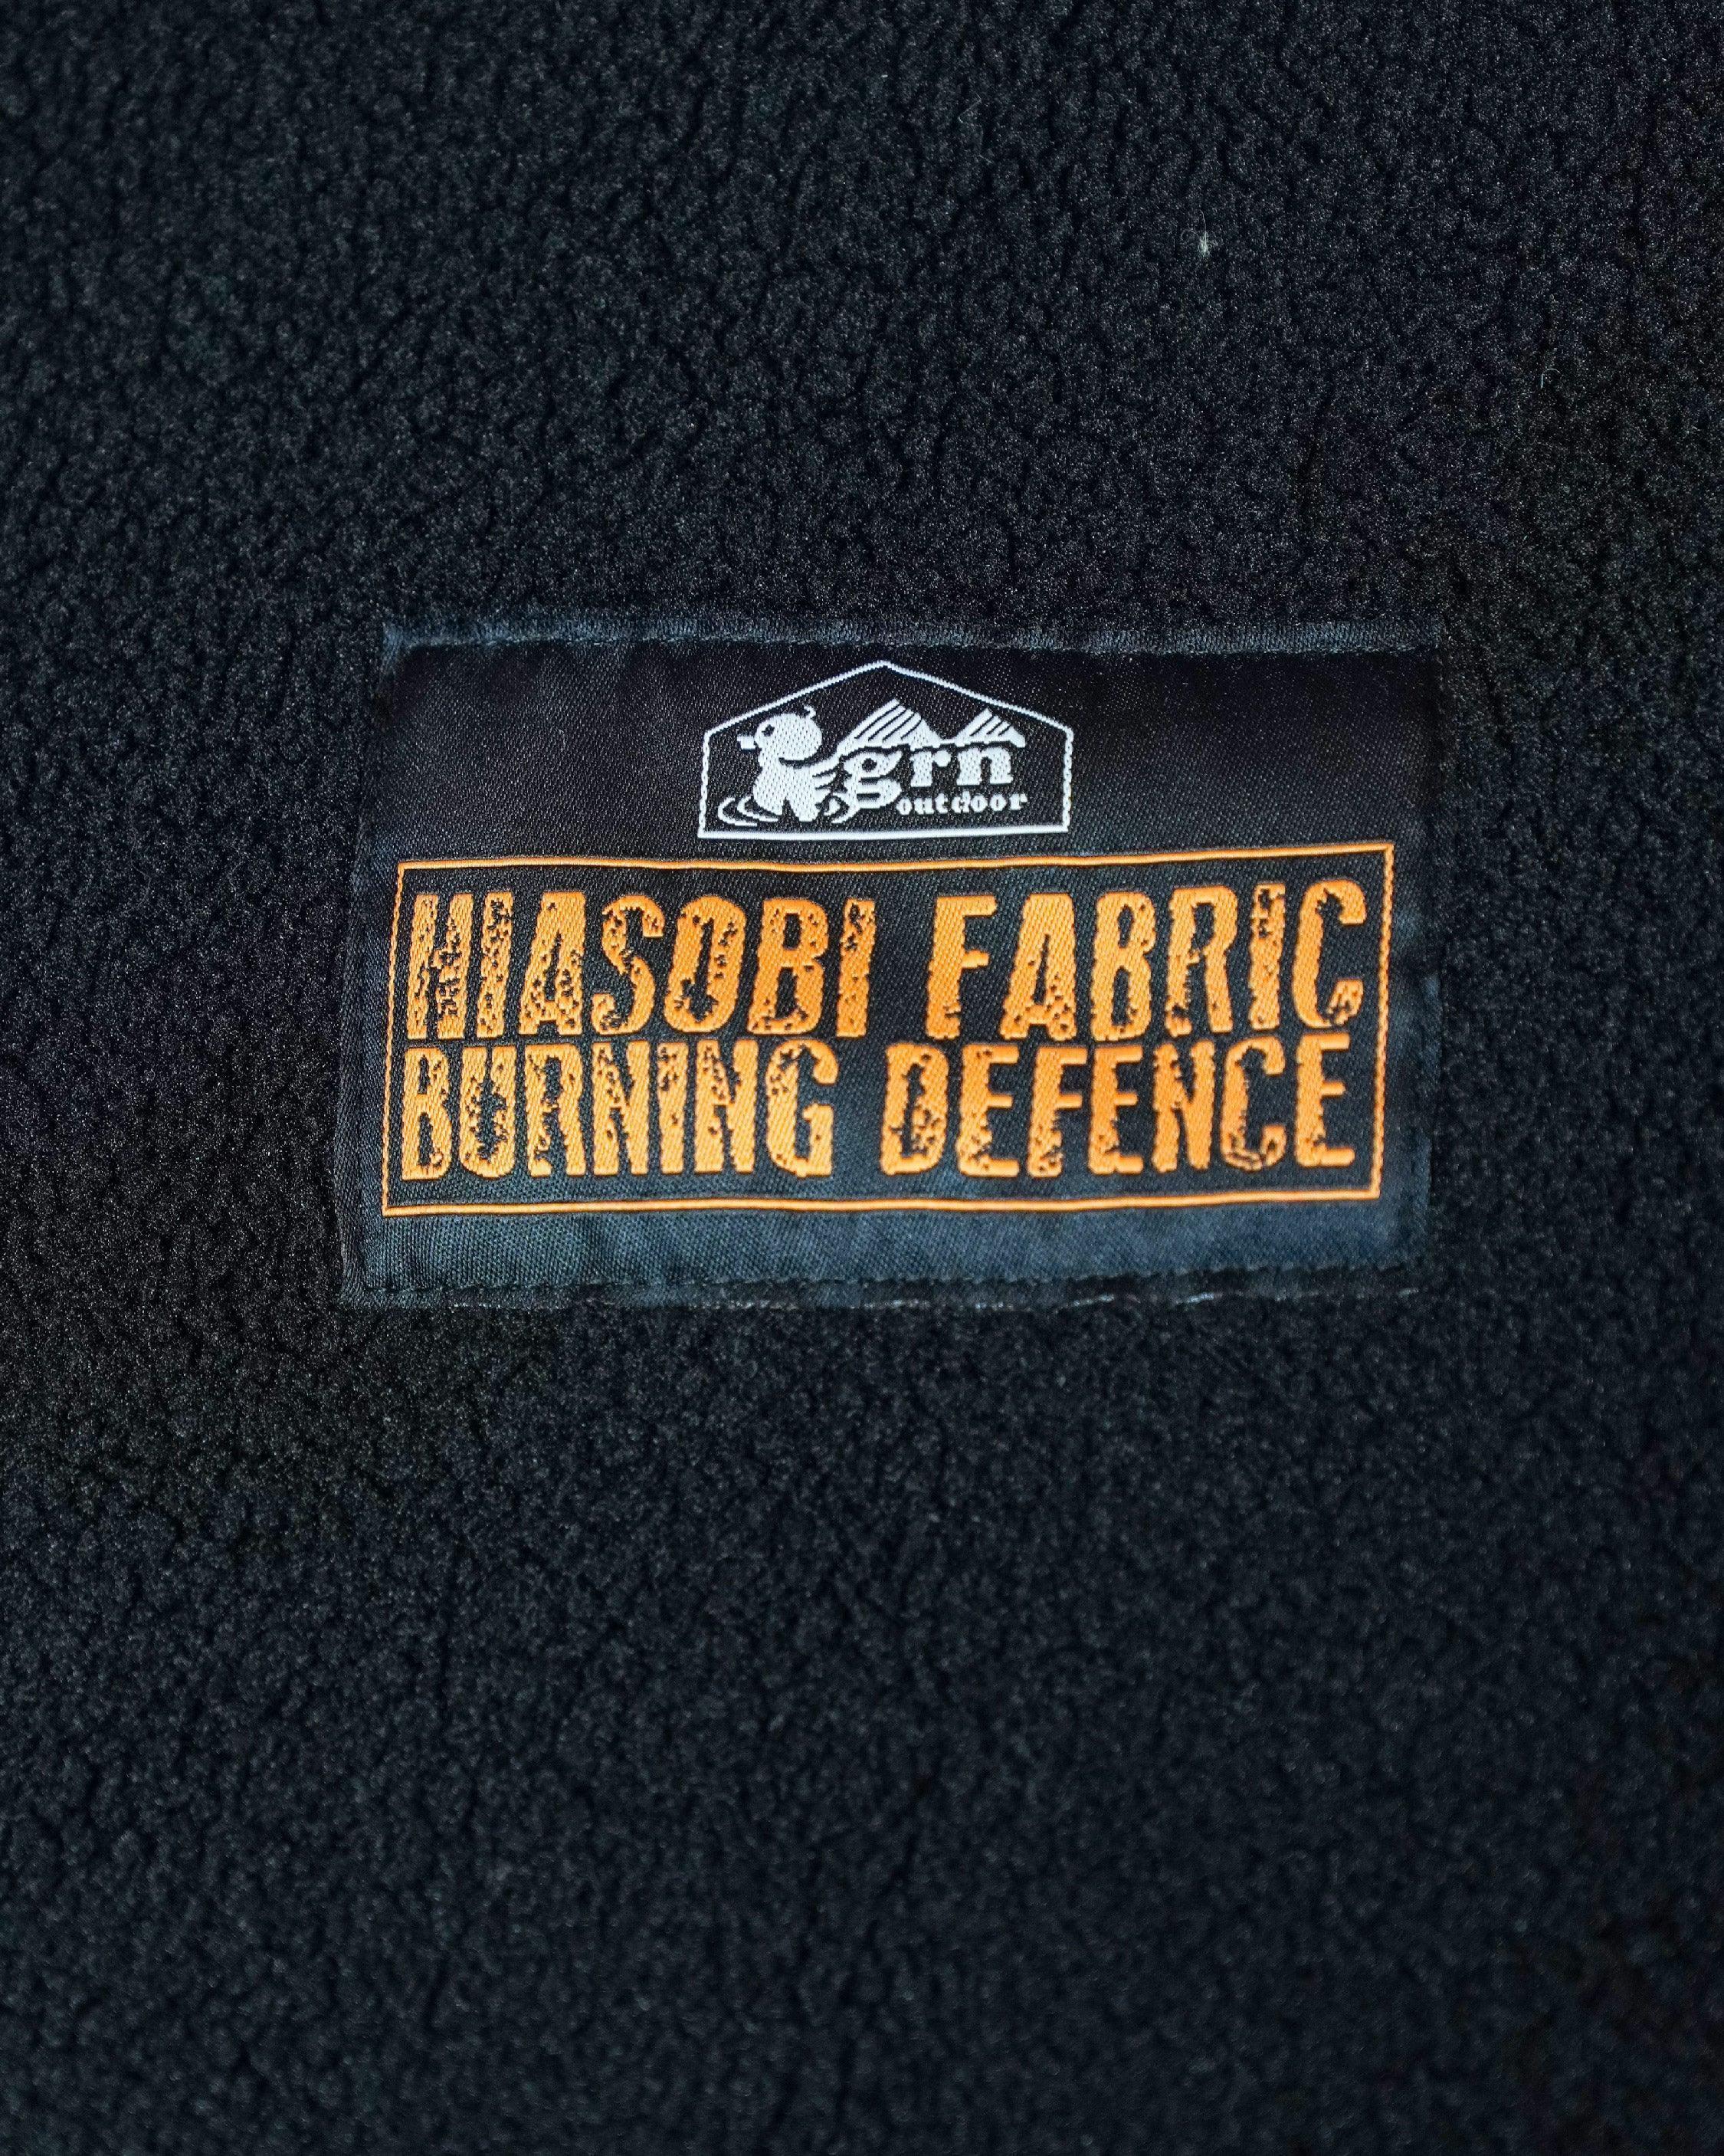 grn
outdoor
HIASOBI FABRIC
BURNING DEFENCE